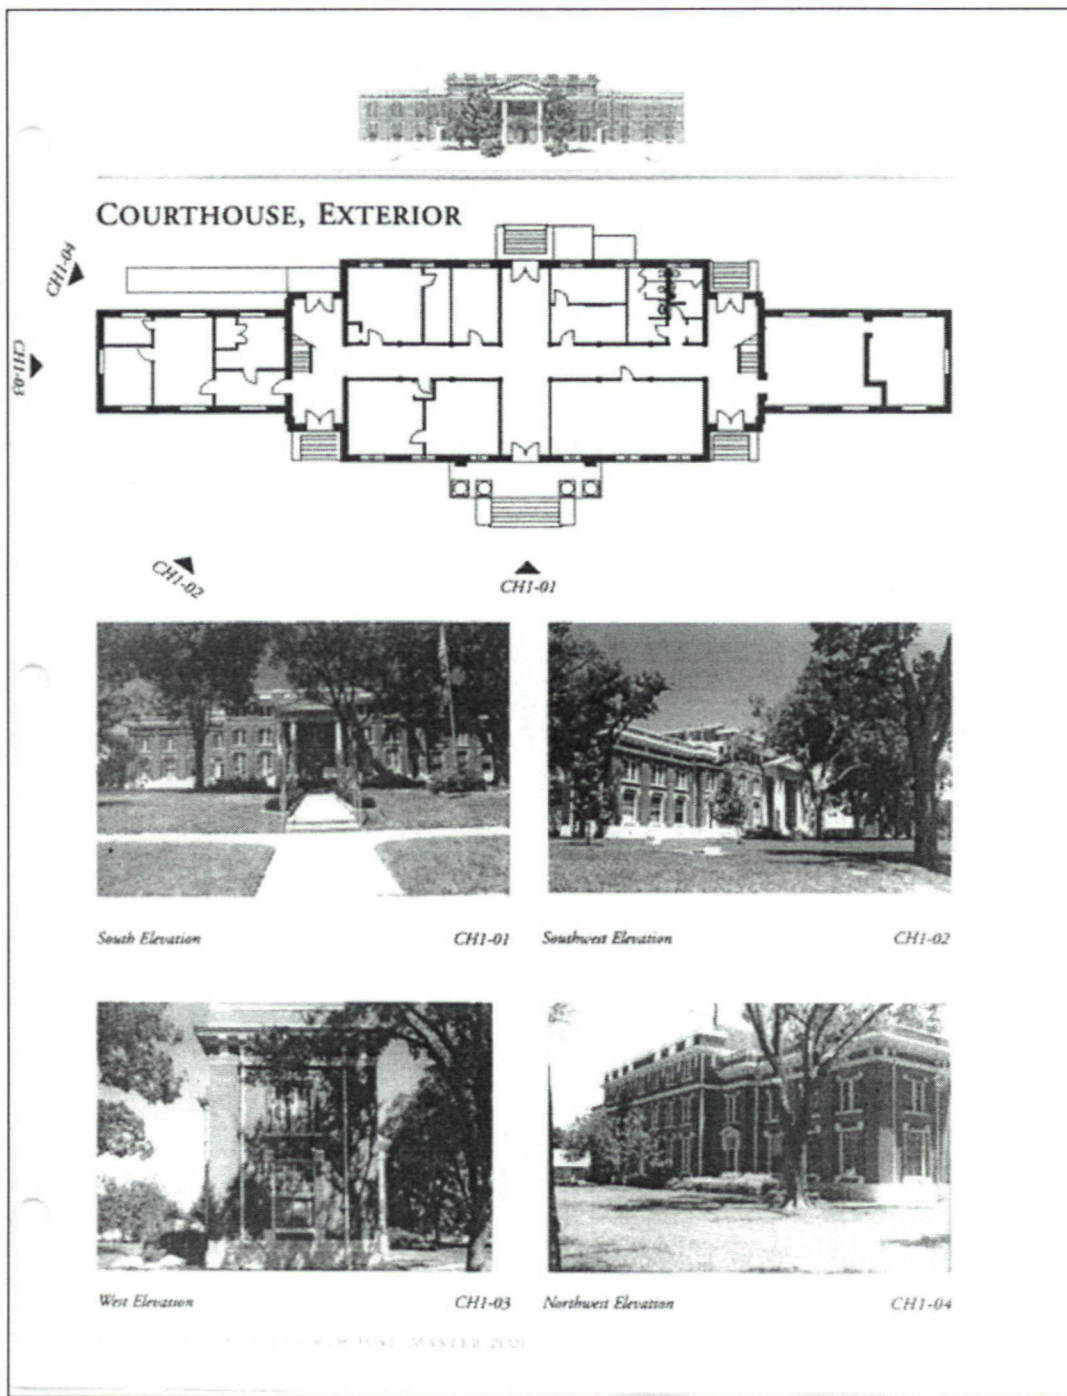 COURTHOUSE, EXTERIOR
CH1-04
CH1-03
CH1-02
CH1-01
South Elevation CH1-01
Southwest Elevation CH1-02
West Elevation CH1-03
Northwest Elevation CH1-04
MASTER